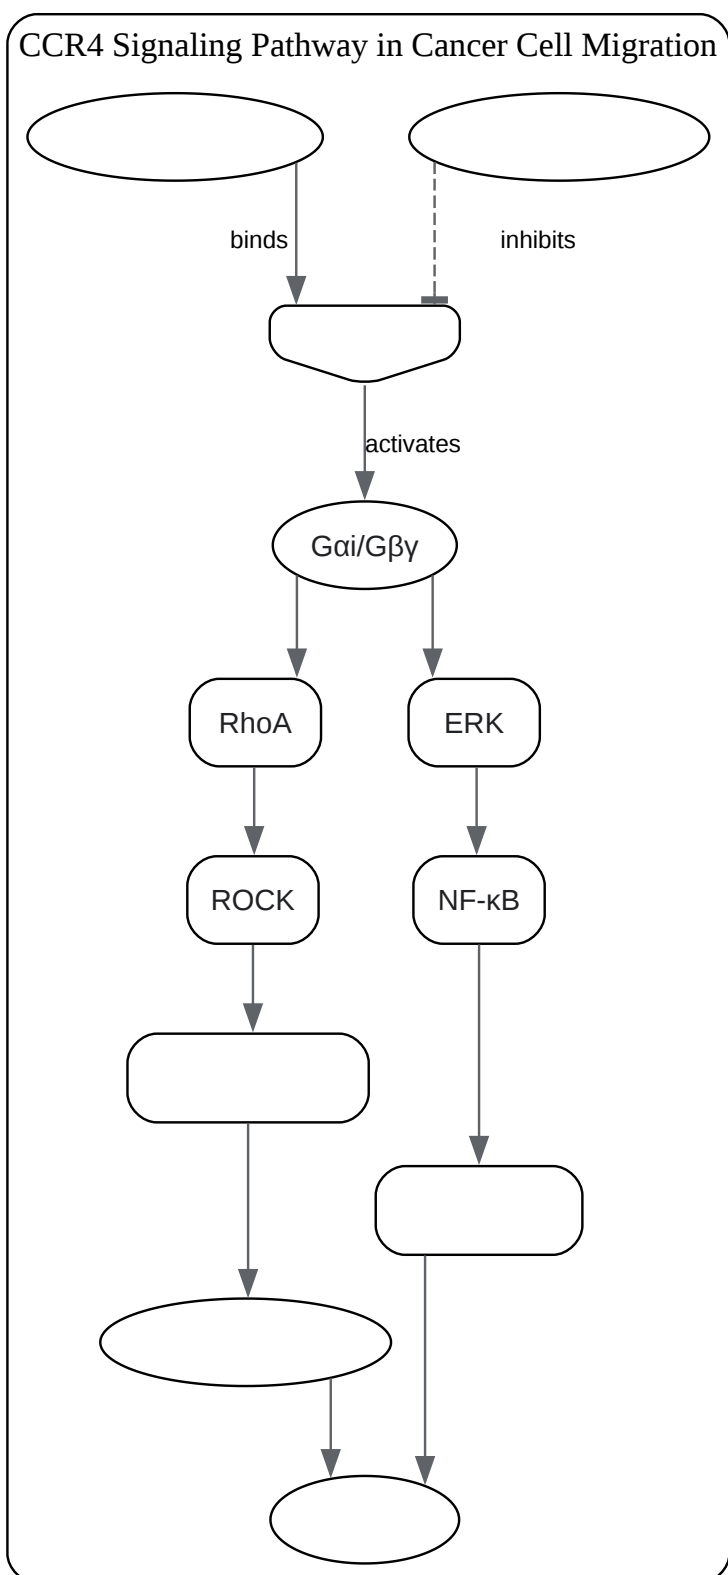 CCR4 Signaling Pathway in Cancer Cell Migration
binds
inhibits
activates
Gαi/Gβγ
RhoA
ERK
ROCK
NF-κB